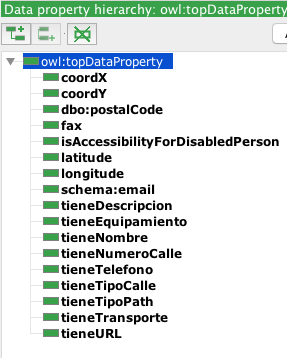 Data property hierarchy: owl:topDataProperty
owl:topDataProperty
coordX
coordY
dbo:postalCode
fax
isAccessibilityForDisabledPerson
latitude
longitude
schema:email
tieneDescripcion
tieneEquipamiento
tieneNombre
tieneNumeroCalle
tieneTelefono
tieneTipoCalle
tieneTipoPath
tieneTransporte
tieneURL